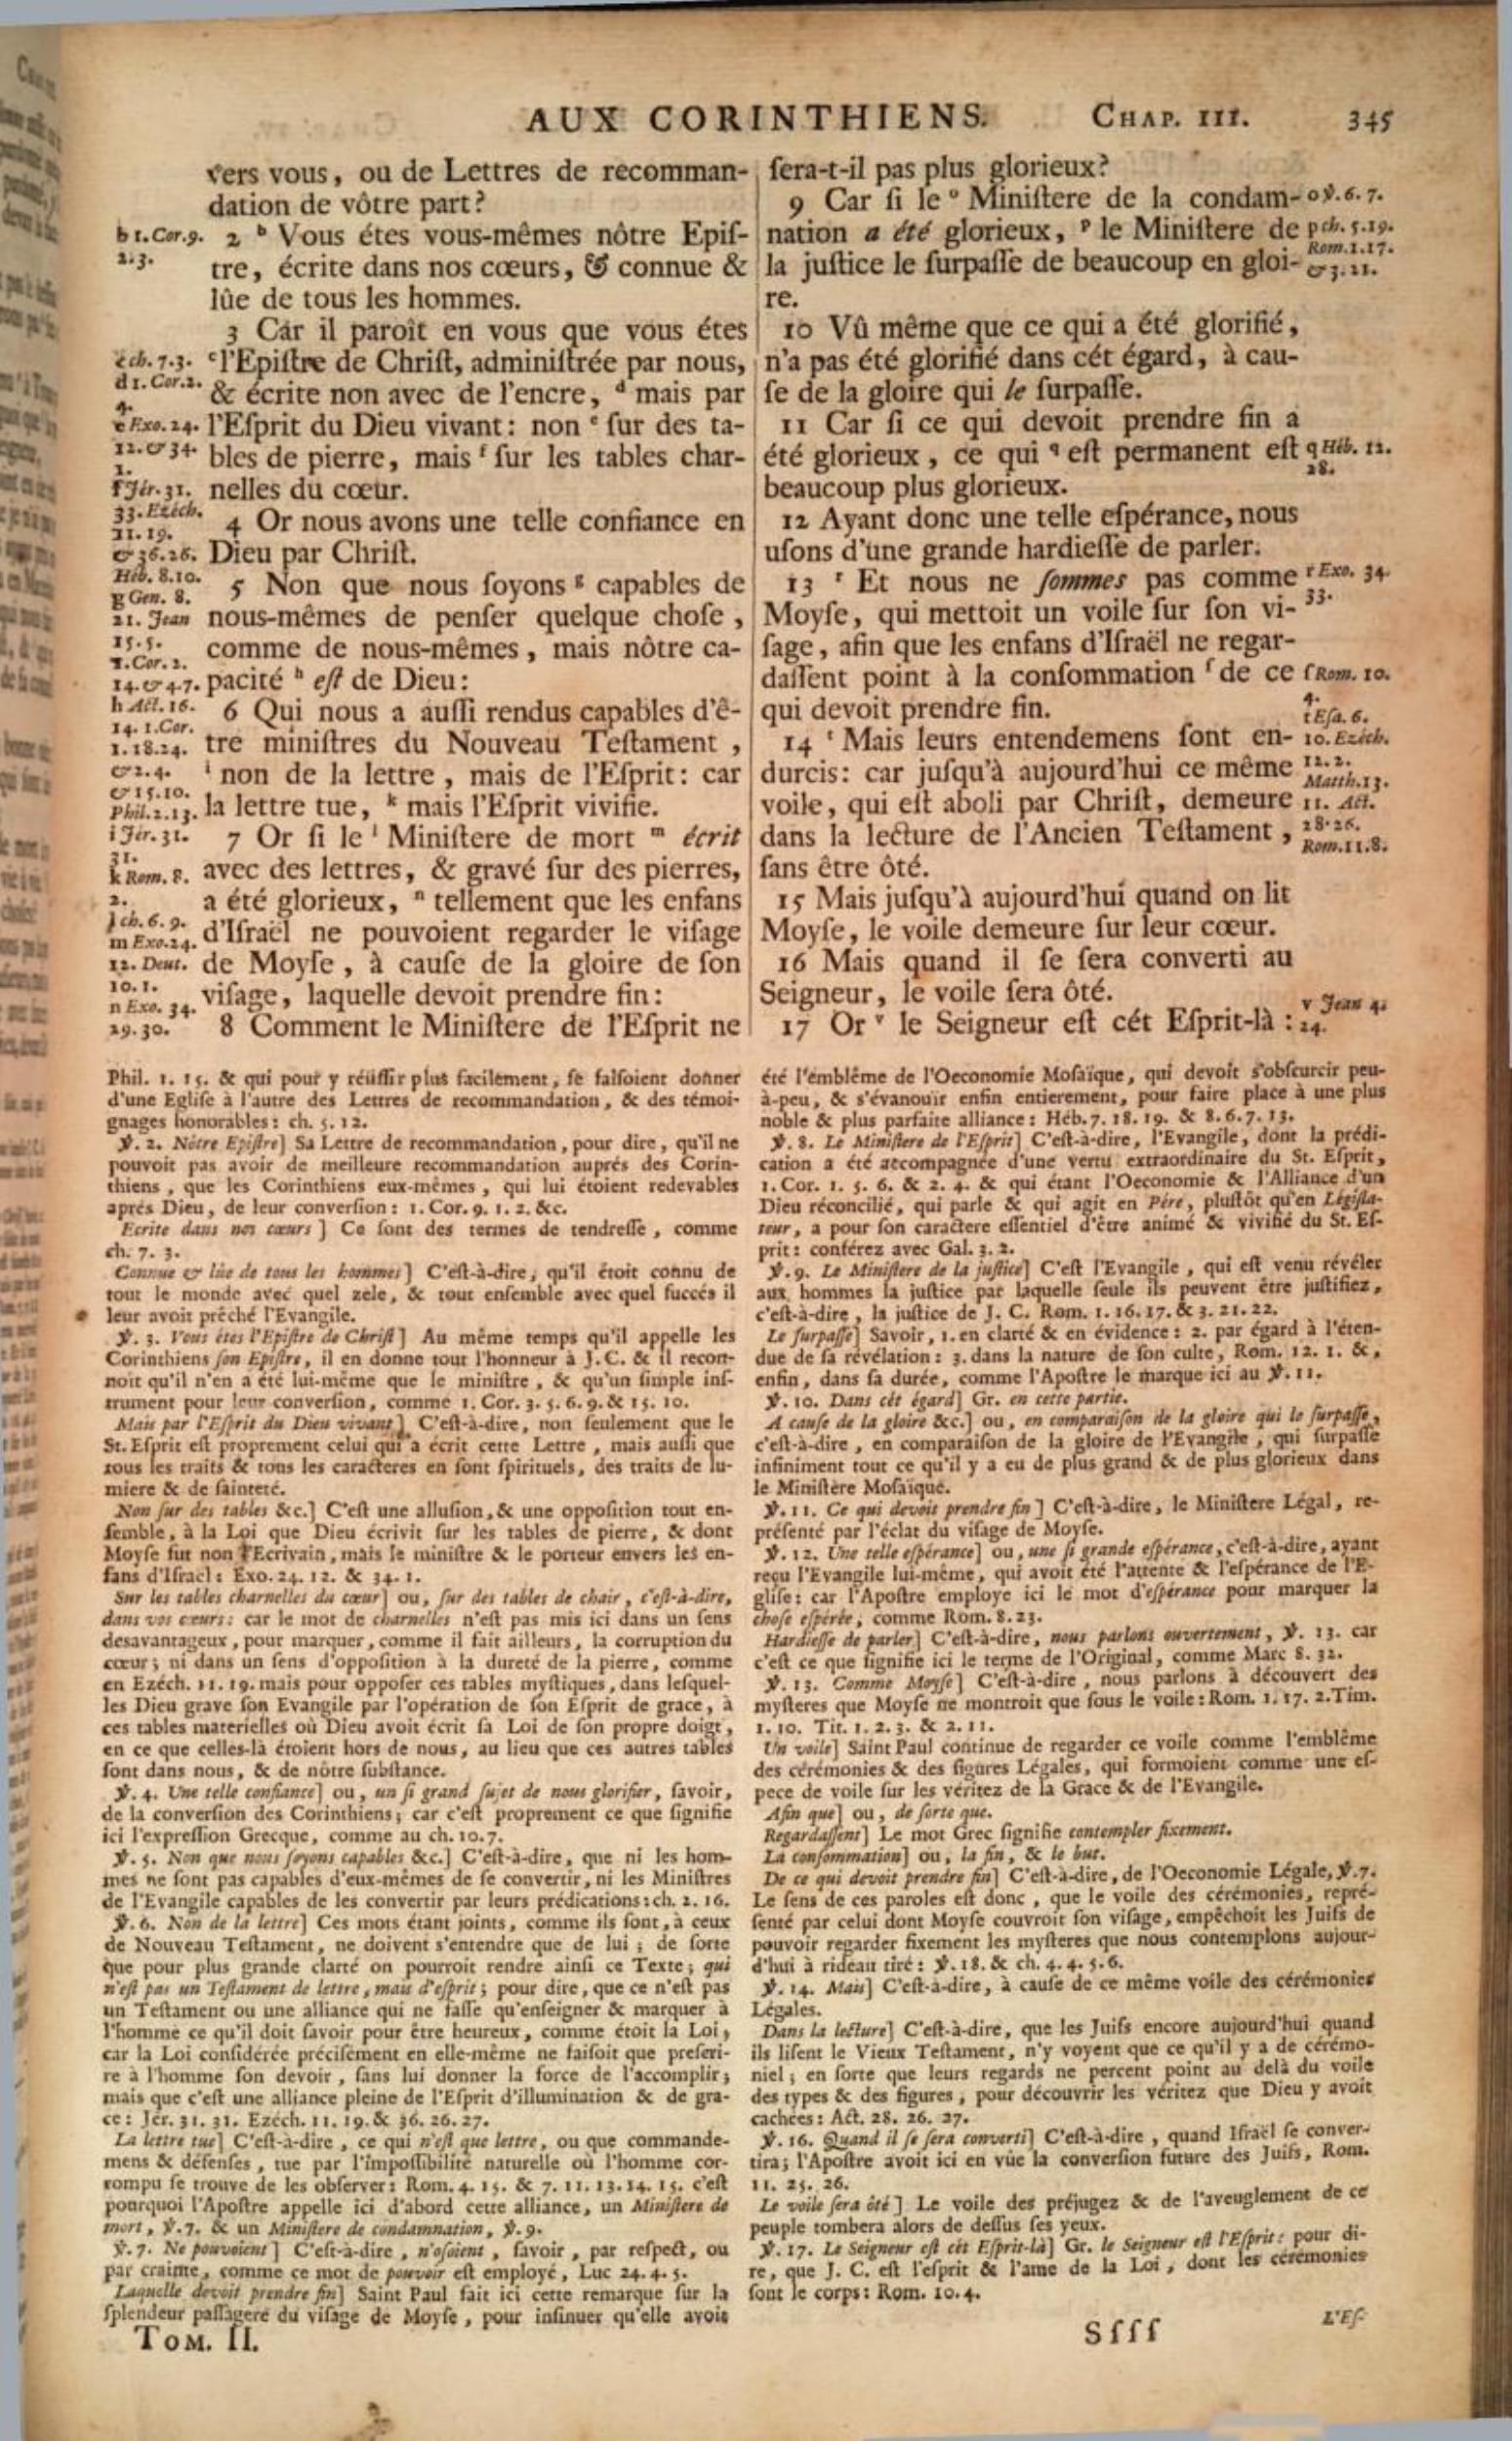 AUX CORINTHIENS. CHAP. III. 345
vers vous, ou de Lettres de recomman-
dation de vôtre part?
2 ᵇ Vous étes vous-mêmes nôtre Epiſ-
tre, écrite dans nos cœurs, & connue &
lûe de tous les hommes.
3 Car il paroît en vous que vous étes
ᶜl'Epiſtre de Chriſt, adminiſtrée par nous,
& écrite non avec de l'encre, ᵈ mais par
l'Eſprit du Dieu vivant: non ᵉ ſur des ta-
bles de pierre, mais ᶠ ſur les tables char-
nelles du cœur.
4 Or nous avons une telle confiance en
Dieu par Chriſt.
5 Non que nous ſoyons ᵍ capables de
nous-mêmes de penſer quelque choſe,
comme de nous-mêmes, mais nôtre ca-
pacité ʰ eſt de Dieu:
6 Qui nous a auſſi rendus capables d'ê-
tre miniſtres du Nouveau Teſtament,
ⁱ non de la lettre, mais de l'Eſprit: car
la lettre tue, ᵏ mais l'Eſprit vivifie.
7 Or ſi le ˡ Miniſtere de mort ᵐ écrit
avec des lettres, & gravé ſur des pierres,
a été glorieux, ⁿ tellement que les enfans
d'Iſraël ne pouvoient regarder le viſage
de Moyſe, à cauſe de la gloire de ſon
viſage, laquelle devoit prendre fin:
8 Comment le Miniſtere de l'Eſprit ne
b 1.Cor.9.
2.3.
c ch. 7.3.
d 1.Cor.2.
4.
e Exo.24.
12.& 34.
1.
f Jér.31.
33.Ezéch.
11.19.
& 36.26.
Héb. 8.10.
g Gen. 8.
21. Jean
15.5.
1.Cor.2.
14.& 4.7.
h Act.16.
14. 1.Cor.
1.18.24.
& 2.4.
& 15.10.
Phil.2.13.
i Jér.31.
31.
k Rom. 8.
2.
l ch.6.9.
m Exo.24.
12. Deut.
10.1.
n Exo. 34.
29.30.
ſera-t-il pas plus glorieux?
9 Car ſi le ᵒ Miniſtere de la condam-
nation a été glorieux, ᵖ le Miniſtere de
la juſtice le ſurpaſſe de beaucoup en gloi-
re.
10 Vû même que ce qui a été glorifié,
n'a pas été glorifié dans cét égard, à cau-
ſe de la gloire qui le ſurpaſſe.
11 Car ſi ce qui devoit prendre fin a
été glorieux, ce qui q eſt permanent eſt
beaucoup plus glorieux.
12 Ayant donc une telle eſpérance, nous
uſons d'une grande hardieſſe de parler.
13 ʳ Et nous ne ſommes pas comme
Moyſe, qui mettoit un voile ſur ſon vi-
ſage, afin que les enfans d'Iſraël ne regar-
daſſent point à la conſommation ſ de ce
qui devoit prendre fin.
14 ᵗ Mais leurs entendemens ſont en-
durcis: car juſqu'à aujourd'hui ce même
voile, qui eſt aboli par Chriſt, demeure
dans la lecture de l'Ancien Teſtament,
ſans être ôté.
15 Mais juſqu'à aujourd'hui quand on lit
Moyſe, le voile demeure ſur leur cœur.
16 Mais quand il ſe ſera converti au
Seigneur, le voile ſera ôté.
17 Or ᵛ le Seigneur eſt cét Eſprit-là:
o ℣.6.7.
p ch. 5.19.
Rom.1.17.
& 3.21.
q Héb. 12.
28.
r Exo. 34.
33.
ſ Rom. 10.
4.
t Eſa.6.
10.Ezéch.
12.2.
Matth.13.
11. Act.
28.26.
Rom.11.8.
v Jean 4.
24.
Phil. 1. 15. & qui pour y réüſſir plus facilement, ſe faiſoient donner
d'une Egliſe à l'autre des Lettres de recommandation, & des témoi-
gnages honorables: ch. 5. 12.
℣. 2. Nôtre Epiſtre] Sa Lettre de recommandation, pour dire, qu'il ne
pouvoit pas avoir de meilleure recommandation auprés des Corin-
thiens, que les Corinthiens eux-mêmes, qui lui étoient redevables
aprés Dieu, de leur converſion: 1. Cor. 9. 1. 2. &c.
Ecrite dans nos cœurs] Ce ſont des termes de tendreſſe, comme
ch. 7. 3.
Connue & lûe de tous les hommes] C'eſt-à-dire, qu'il étoit connu de
tout le monde avec quel zele, & tout enſemble avec quel ſuccés il
leur avoit prêché l'Evangile.
℣. 3. Vous étes l'Epiſtre de Chriſt] Au même temps qu'il appelle les
Corinthiens ſon Epiſtre, il en donne tout l'honneur à J. C. & il recon-
noît qu'il n'en a été lui-même que le miniſtre, & qu'un ſimple inſ-
trument pour leur converſion, comme 1. Cor. 3. 5. 6. 9. & 15. 10.
Mais par l'Eſprit du Dieu vivant] C'eſt-à-dire, non ſeulement que le
St. Eſprit eſt proprement celui qui a écrit cette Lettre, mais auſſi que
tous les traits & tous les caracteres en ſont ſpirituels, des traits de lu-
miere & de ſainteté.
Non ſur des tables &c.] C'eſt une alluſion, & une oppoſition tout en-
ſemble, à la Loi que Dieu écrivit ſur les tables de pierre, & dont
Moyſe fut non l'Ecrivain, mais le miniſtre & le porteur envers les en-
fans d'Iſraël: Exo. 24. 12. & 34. 1.
Sur les tables charnelles du cœur] ou, ſur des tables de chair, c'eſt-à-dire,
dans vos cœurs: car le mot de charnelles n'eſt pas mis ici dans un ſens
desavantageux, pour marquer, comme il fait ailleurs, la corruption du
cœur; ni dans un ſens d'oppoſition à la dureté de la pierre, comme
en Ezéch. 11. 19. mais pour oppoſer ces tables myſtiques, dans leſquel-
les Dieu grave ſon Evangile par l'opération de ſon Eſprit de grace, à
ces tables materielles où Dieu avoit écrit ſa Loi de ſon propre doigt,
en ce que celles-là étoient hors de nous, au lieu que ces autres tables
ſont dans nous, & de nôtre ſubſtance.
℣. 4. Une telle confiance] ou, un ſi grand ſujet de nous glorifier, ſavoir,
de la converſion des Corinthiens; car c'eſt proprement ce que ſignifie
ici l'expreſſion Grecque, comme au ch. 10. 7.
℣. 5. Non que nous ſoyons capables &c.] C'eſt-à-dire, que ni les hom-
mes ne ſont pas capables d'eux-mêmes de ſe convertir, ni les Miniſtres
de l'Evangile capables de les convertir par leurs prédications: ch. 2. 16.
℣. 6. Non de la lettre] Ces mots étant joints, comme ils ſont, à ceux
de Nouveau Teſtament, ne doivent s'entendre que de lui; de ſorte
que pour plus grande clarté on pourroit rendre ainſi ce Texte; qui
n'eſt pas un Teſtament de lettre, mais d'eſprit; pour dire, que ce n'eſt pas
un Teſtament ou une alliance qui ne faſſe qu'enſeigner & marquer à
l'homme ce qu'il doit ſavoir pour être heureux, comme étoit la Loi,
car la Loi conſidérée préciſément en elle-même ne faiſoit que preſcri-
re à l'homme ſon devoir, ſans lui donner la force de l'accomplir;
mais que c'eſt une alliance pleine de l'Eſprit d'illumination & de gra-
ce: Jér. 31. 31. Ezéch. 11. 19. & 36. 26. 27.
La lettre tue] C'eſt-à-dire, ce qui n'eſt que lettre, ou que commande-
mens & défenſes, tue par l'impoſſibilité naturelle où l'homme cor-
rompu ſe trouve de les obſerver: Rom. 4. 15. & 7. 11. 13. 14. 15. c'eſt
pourquoi l'Apoſtre appelle ici d'abord cette alliance, un Miniſtere de
mort, ℣. 7. & un Miniſtere de condamnation, ℣. 9.
℣. 7. Ne pouvoient] C'eſt-à-dire, n'oſoient, ſavoir, par reſpect, ou
par crainte, comme ce mot de pouvoir eſt employé, Luc 24. 4. 5.
Laquelle devoit prendre fin] Saint Paul fait ici cette remarque ſur la
ſplendeur paſſagere du viſage de Moyſe, pour inſinuer qu'elle avoit
été l'emblême de l'Oeconomie Moſaïque, qui devoit s'obſcurcir peu-
à-peu, & s'évanouir enfin entierement, pour faire place à une plus
noble & plus parfaite alliance: Héb. 7. 18. 19. & 8. 6. 7. 13.
℣. 8. Le Miniſtere de l'Eſprit] C'eſt-à-dire, l'Evangile, dont la prédi-
cation a été accompagnée d'une vertu extraordinaire du St. Eſprit,
1. Cor. 1. 5. 6. & 2. 4. & qui étant l'Oeconomie & l'Alliance d'un
Dieu réconcilié, qui parle & qui agit en Pére, pluſtôt qu'en Légiſla-
teur, a pour ſon caractere eſſentiel d'être animé & vivifié du St. Eſ-
prit: conférez avec Gal. 3. 2.
℣. 9. Le Miniſtere de la juſtice] C'eſt l'Evangile, qui eſt venu révéler
aux hommes la juſtice par laquelle ſeule ils peuvent être juſtifiez,
c'eſt-à-dire, la juſtice de J. C. Rom. 1. 16. 17. & 3. 21. 22.
Le ſurpaſſe] Savoir, 1. en clarté & en évidence: 2. par égard à l'éten-
due de ſa révélation: 3. dans la nature de ſon culte, Rom. 12. 1. &,
enfin, dans ſa durée, comme l'Apoſtre le marque ici au ℣. 11.
℣. 10. Dans cét égard] Gr. en cette partie.
A cauſe de la gloire &c.] ou, en comparaiſon de la gloire qui le ſurpaſſe,
c'eſt-à-dire, en comparaiſon de la gloire de l'Evangile, qui ſurpaſſe
infiniment tout ce qu'il y a eu de plus grand & de plus glorieux dans
le Miniſtère Moſaïque.
℣. 11. Ce qui devoit prendre fin] C'eſt-à-dire, le Miniſtere Légal, re-
préſenté par l'éclat du viſage de Moyſe.
℣. 12. Une telle eſpérance] ou, une ſi grande eſpérance, c'eſt-à-dire, ayant
reçu l'Evangile lui-même, qui avoit été l'attente & l'eſpérance de l'E-
gliſe: car l'Apoſtre employe ici le mot d'eſpérance pour marquer la
choſe eſpérée, comme Rom. 8. 23.
Hardieſſe de parler] C'eſt-à-dire, nous parlons ouvertement, ℣. 13. car
c'eſt ce que ſignifie ici le terme de l'Original, comme Marc 8. 32.
℣. 13. Comme Moyſe] C'eſt-à-dire, nous parlons à découvert des
myſteres que Moyſe ne montroit que ſous le voile: Rom. 1. 17. 2. Tim.
1. 10. Tit. 1. 2. 3. & 2. 11.
Un voile] Saint Paul continue de regarder ce voile comme l'emblême
des cérémonies & des figures Légales, qui formoient comme une eſ-
pece de voile ſur les véritez de la Grace & de l'Evangile.
Afin que] ou, de ſorte que.
Regardaſſent] Le mot Grec ſignifie contempler fixement.
La conſommation] ou, la fin, & le but.
De ce qui devoit prendre fin] C'eſt-à-dire, de l'Oeconomie Légale, ℣. 7.
Le ſens de ces paroles eſt donc, que le voile des cérémonies, repré-
ſenté par celui dont Moyſe couvroit ſon viſage, empêchoit les Juifs de
pouvoir regarder fixement les myſteres que nous contemplons aujour-
d'hui à rideau tiré: ℣. 18. & ch. 4. 4. 5. 6.
℣. 14. Mais] C'eſt-à-dire, à cauſe de ce même voile des cérémonies
Légales.
Dans la lecture] C'eſt-à-dire, que les Juifs encore aujourd'hui quand
ils liſent le Vieux Teſtament, n'y voyent que ce qu'il y a de cérémo-
niel; en ſorte que leurs regards ne percent point au delà du voile
des types & des figures, pour découvrir les véritez que Dieu y avoit
cachées: Act. 28. 26. 27.
℣. 16. Quand il ſe ſera converti] C'eſt-à-dire, quand Iſraël ſe conver-
tira; l'Apoſtre avoit ici en vûe la converſion future des Juifs, Rom.
11. 25. 26.
Le voile ſera ôté] Le voile des préjugez & de l'aveuglement de ce
peuple tombera alors de deſſus ſes yeux.
℣. 17. Le Seigneur eſt cét Eſprit-là] Gr. le Seigneur eſt l'Eſprit: pour di-
re, que J. C. eſt l'eſprit & l'ame de la Loi, dont les cérémonies
ſont le corps: Rom. 10. 4.
TOM. II. Sſſſ L'Eſ-